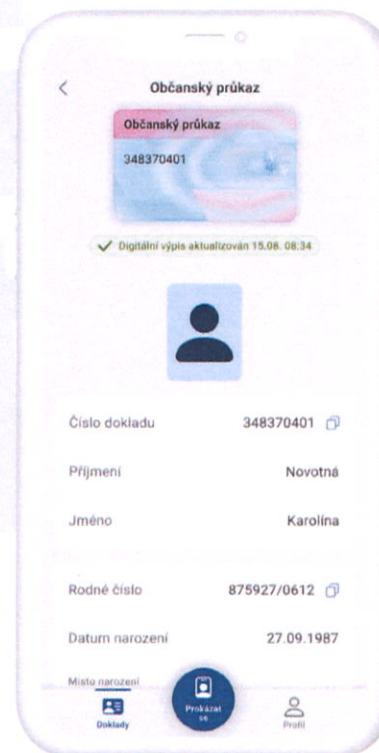 Občanský průkaz
Občanský průkaz
348370401
Digitální výpis aktualizován 15.08. 08:34
Číslo dokladu 348370401
Příjmení Novotná
Jméno Karolína
Rodné číslo 875927/0612
Datum narození 27.09.1987
Místo narození
Doklady
Prokázat
se
Profil